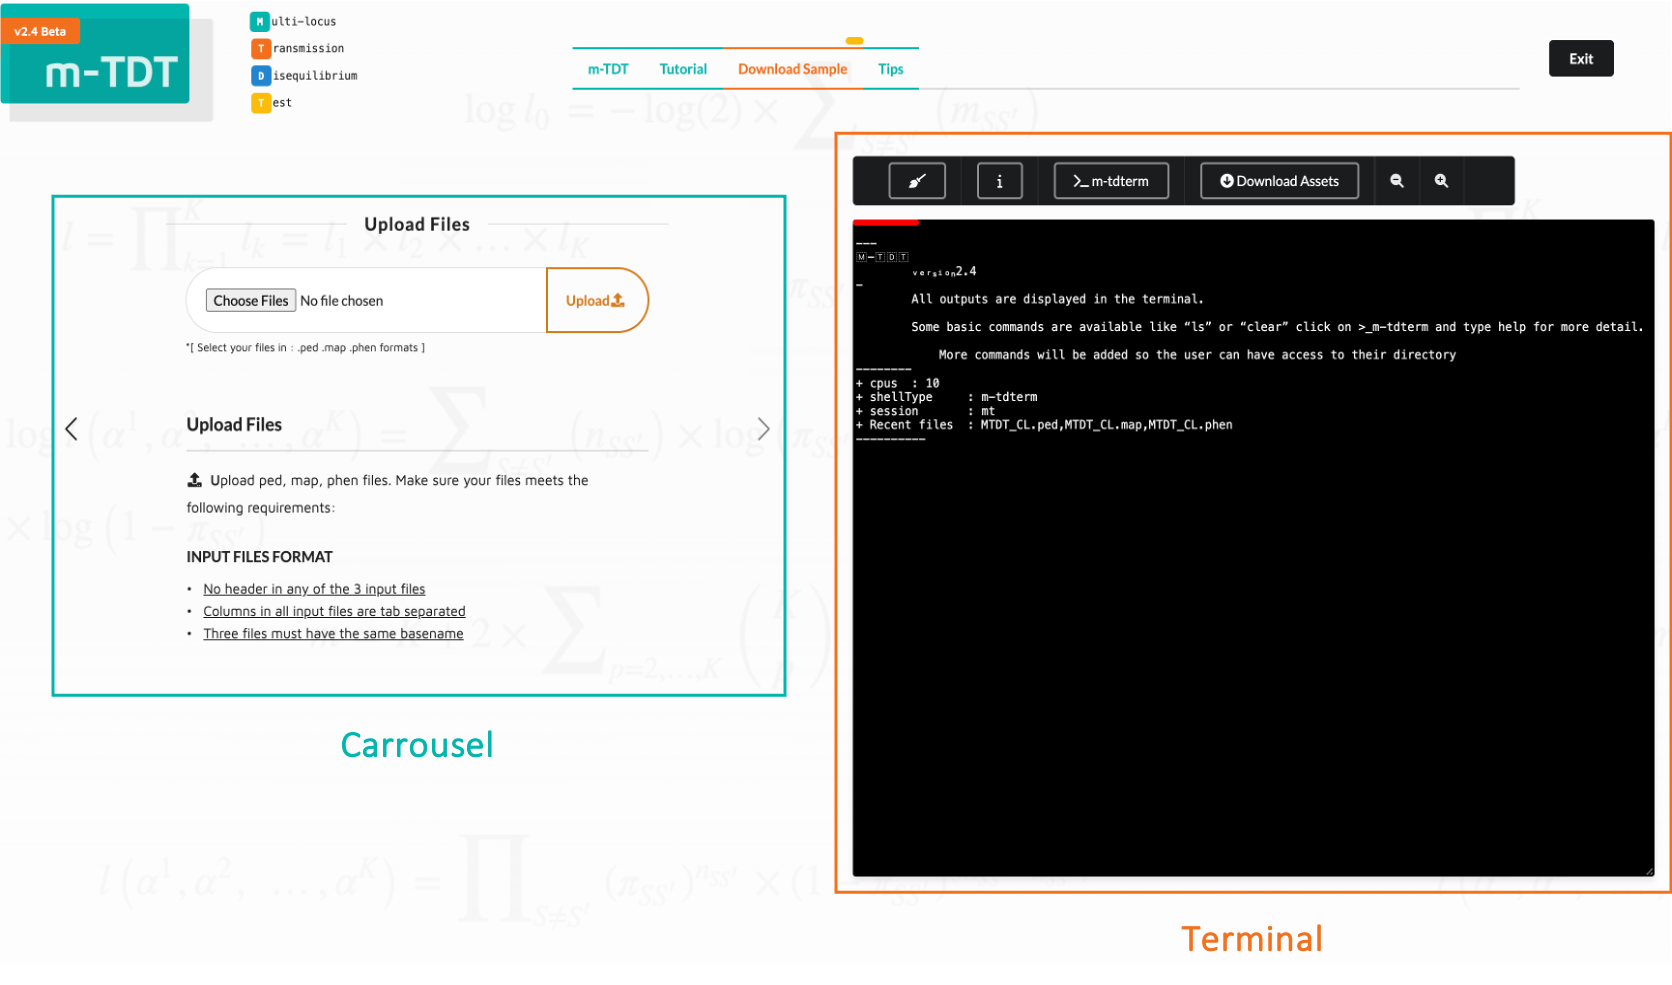 v2.4 Beta
m-TDT
Multi-locus
Transmission
Disequilibrium
Test
m-TDT Tutorial Download Sample Tips
Exit
Upload Files
Choose Files No file chosen
Upload
*[ Select your files in : .ped .map .phen formats ]
Upload Files
Upload ped, map, phen files. Make sure your files meets the
following requirements:
INPUT FILES FORMAT
• No header in any of the 3 input files
• Columns in all input files are tab separated
• Three files must have the same basename
Carrousel
i
>_ m-tdterm
Download Assets
---
M-TDT
version2.4
-
All outputs are displayed in the terminal.
Some basic commands are available like “ls” or “clear” click on >_m-tdterm and type help for more detail.
More commands will be added so the user can have access to their directory
--------
+ cpus : 10
+ shellType : m-tdterm
+ session : mt
+ Recent files : MTDT_CL.ped,MTDT_CL.map,MTDT_CL.phen
----------
Terminal